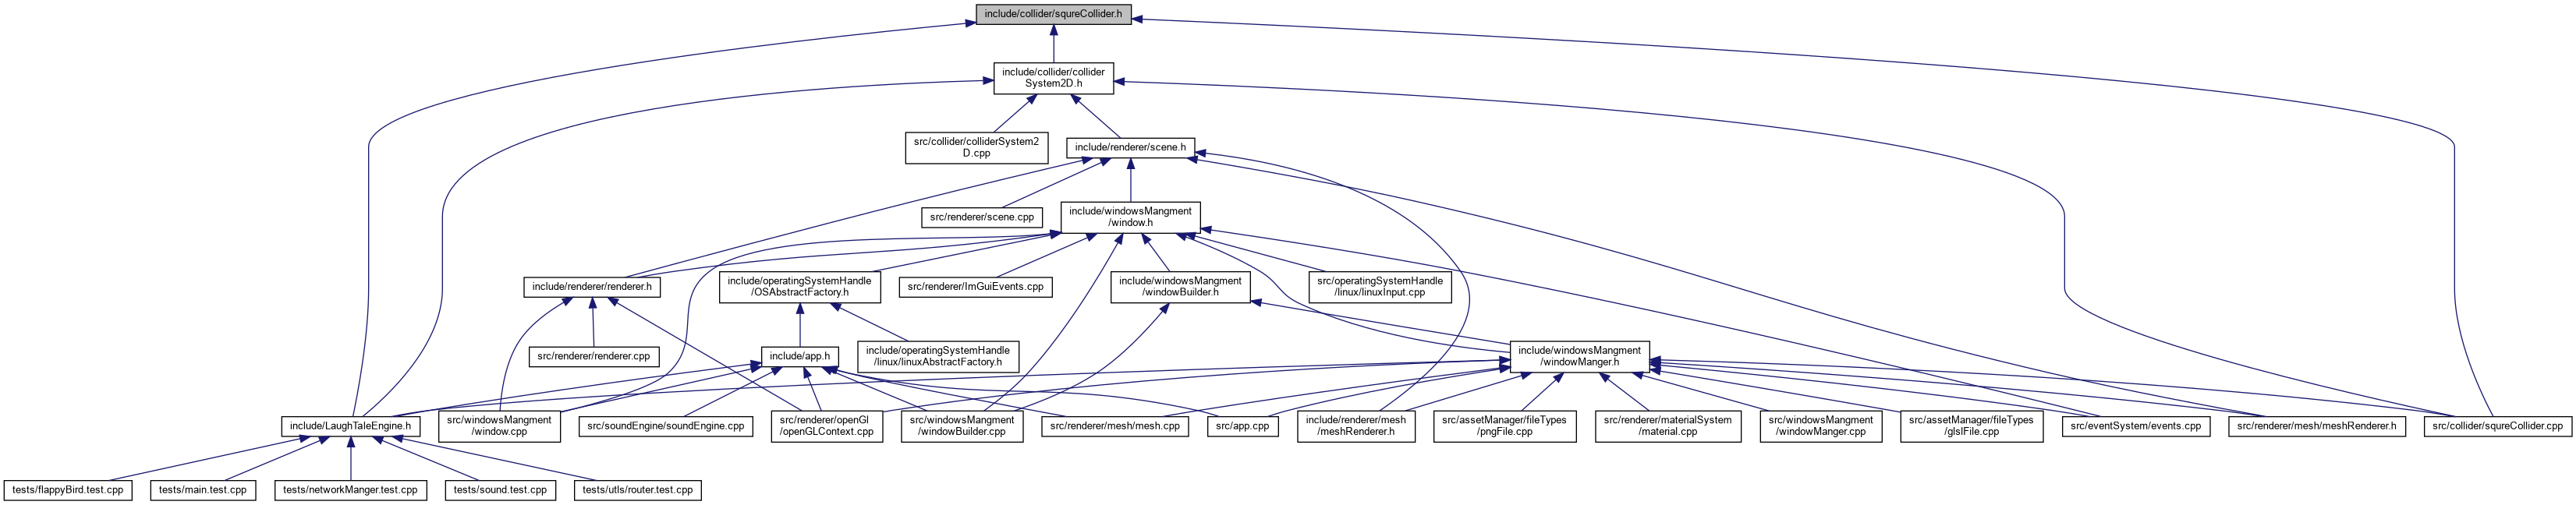 include/collider/squreCollider.h
include/collider/collider
System2D.h
src/collider/colliderSystem2
D.cpp
include/renderer/scene.h
src/renderer/scene.cpp
include/windowsMangment
/window.h
include/renderer/renderer.h
include/operatingSystemHandle
/OSAbstractFactory.h
src/renderer/ImGuiEvents.cpp
include/windowsMangment
/windowBuilder.h
src/operatingSystemHandle
/linux/linuxInput.cpp
src/renderer/renderer.cpp
include/app.h
include/operatingSystemHandle
/linux/linuxAbstractFactory.h
include/windowsMangment
/windowManger.h
include/LaughTaleEngine.h
src/windowsMangment
/window.cpp
src/soundEngine/soundEngine.cpp
src/renderer/openGl
/openGLContext.cpp
src/windowsMangment
/windowBuilder.cpp
src/renderer/mesh/mesh.cpp
src/app.cpp
include/renderer/mesh
/meshRenderer.h
src/assetManager/fileTypes
/pngFile.cpp
src/renderer/materialSystem
/material.cpp
src/windowsMangment
/windowManger.cpp
src/assetManager/fileTypes
/glslFile.cpp
src/eventSystem/events.cpp
src/renderer/mesh/meshRenderer.h
src/collider/squreCollider.cpp
tests/flappyBird.test.cpp
tests/main.test.cpp
tests/networkManger.test.cpp
tests/sound.test.cpp
tests/utls/router.test.cpp